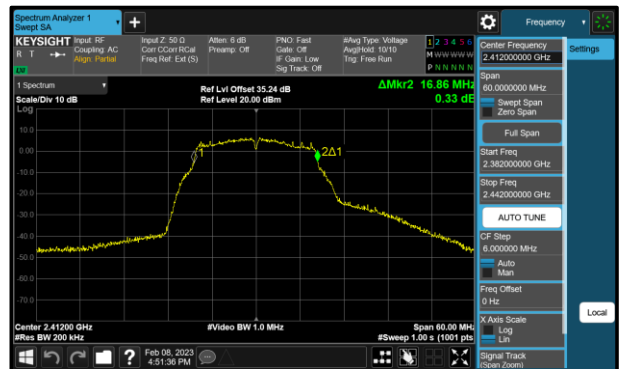 Spectrum Analyzer 1
Swept SA
+
Frequency
KEYSIGHT
R T
LM
Input: RF
Coupling: AC
Align: Partial
Input Z: 50 Ω
Corr CCorr RCal
Freq Ref: Ext (S)
Atten: 6 dB
Preamp: Off
PNO: Fast
Gate: Off
IF Gain: Low
Sig Track: Off
#Avg Type: Voltage
Avg|Hold: 10/10
Trig: Free Run
1 2 3 4 5 6
M W W W W W
P N N N N N
1 Spectrum
Scale/Div 10 dB
Log
Ref Lvl Offset 35.24 dB
Ref Level 20.00 dBm
ΔMkr2 16.86 MHz
0.33 dB
10.0
0.00
-10.0
-20.0
-30.0
-40.0
-50.0
-60.0
-70.0
1
2Δ1
Center 2.41200 GHz
#Res BW 200 kHz
#Video BW 1.0 MHz
Span 60.00 MHz
#Sweep 1.00 s (1001 pts)
?
Feb 08, 2023
4:51:36 PM
Center Frequency
2.412000000 GHz
Span
60.0000000 MHz
Swept Span
Zero Span
Full Span
Start Freq
2.382000000 GHz
Stop Freq
2.442000000 GHz
AUTO TUNE
CF Step
6.000000 MHz
Auto
Man
Freq Offset
0 Hz
X Axis Scale
Log
Lin
Signal Track
(Span Zoom)
Settings
Local